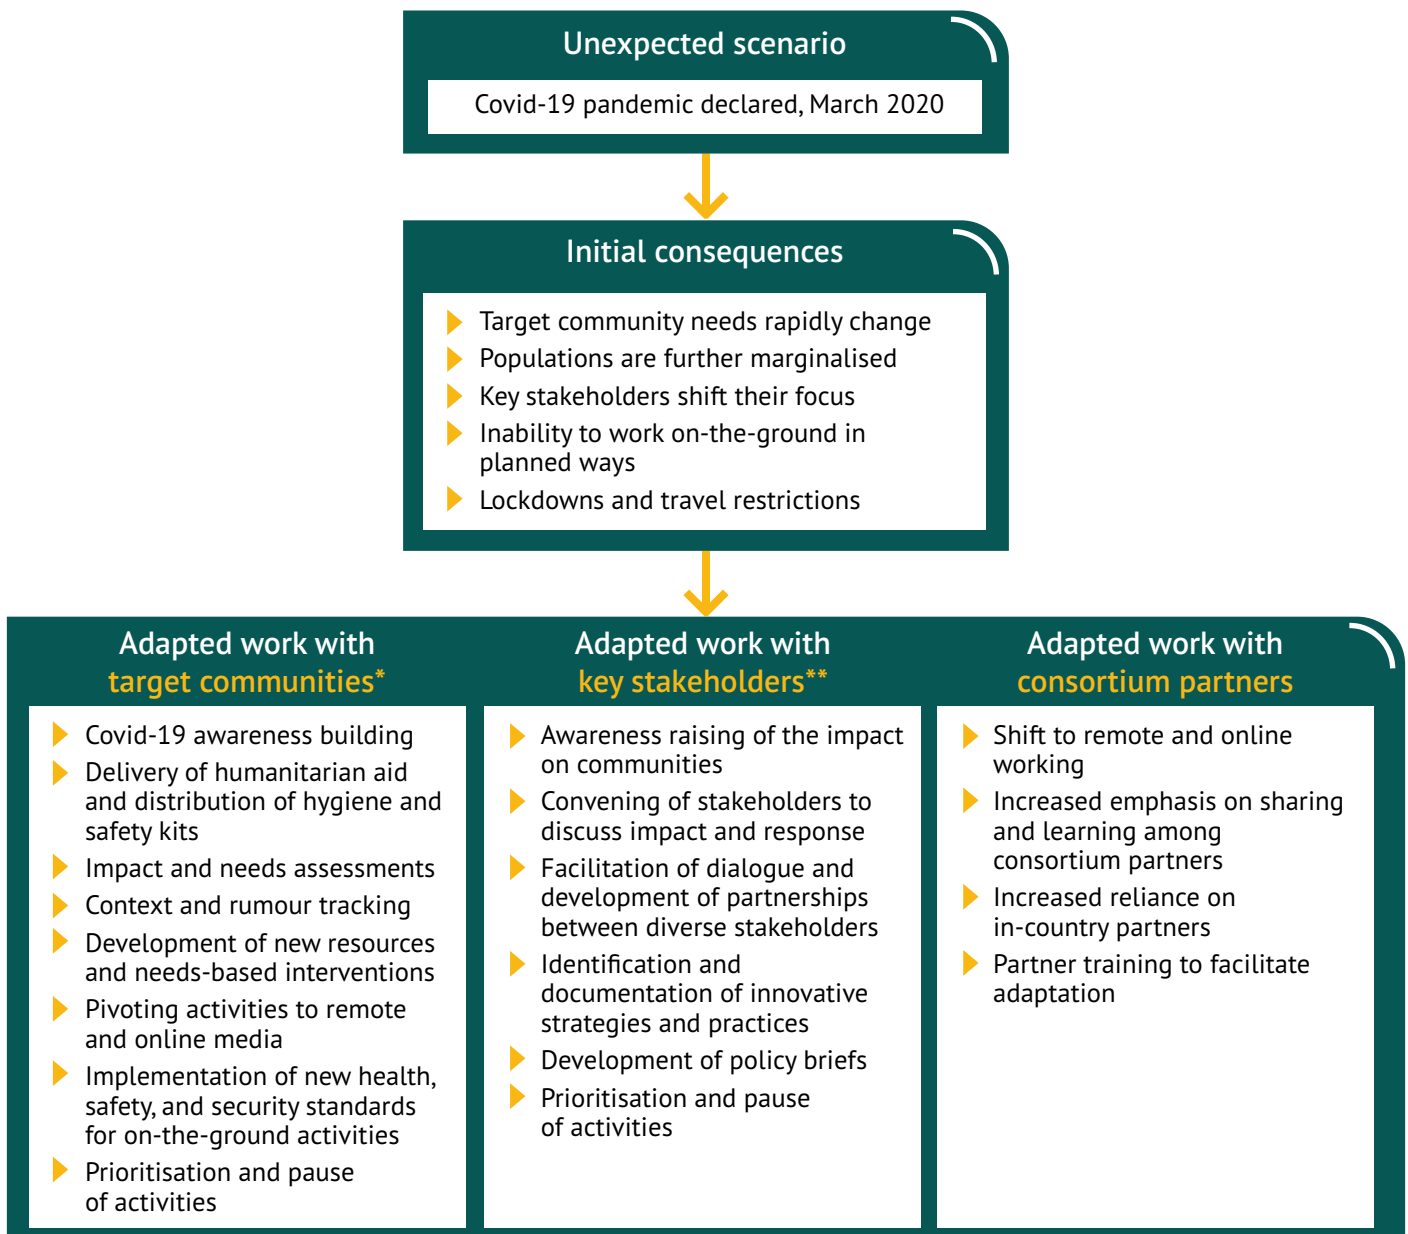 Unexpected scenario
Covid-19 pandemic declared, March 2020
Initial consequences
Target community needs rapidly change
Populations are further marginalised
Key stakeholders shift their focus
Inability to work on-the-ground in
planned ways
Lockdowns and travel restrictions
Adapted work with
target communities*
Covid-19 awareness building
Delivery of humanitarian aid
and distribution of hygiene and
safety kits
Impact and needs assessments
Context and rumour tracking
Development of new resources
and needs-based interventions
Pivoting activities to remote
and online media
Implementation of new health,
safety, and security standards
for on-the-ground activities
Prioritisation and pause
of activities
Adapted work with
key stakeholders**
Awareness raising of the impact
on communities
Convening of stakeholders to
discuss impact and response
Facilitation of dialogue and
development of partnerships
between diverse stakeholders
Identification and
documentation of innovative
strategies and practices
Development of policy briefs
Prioritisation and pause
of activities
Adapted work with
consortium partners
Shift to remote and online
working
Increased emphasis on sharing
and learning among
consortium partners
Increased reliance on
in-country partners
Partner training to facilitate
adaptation